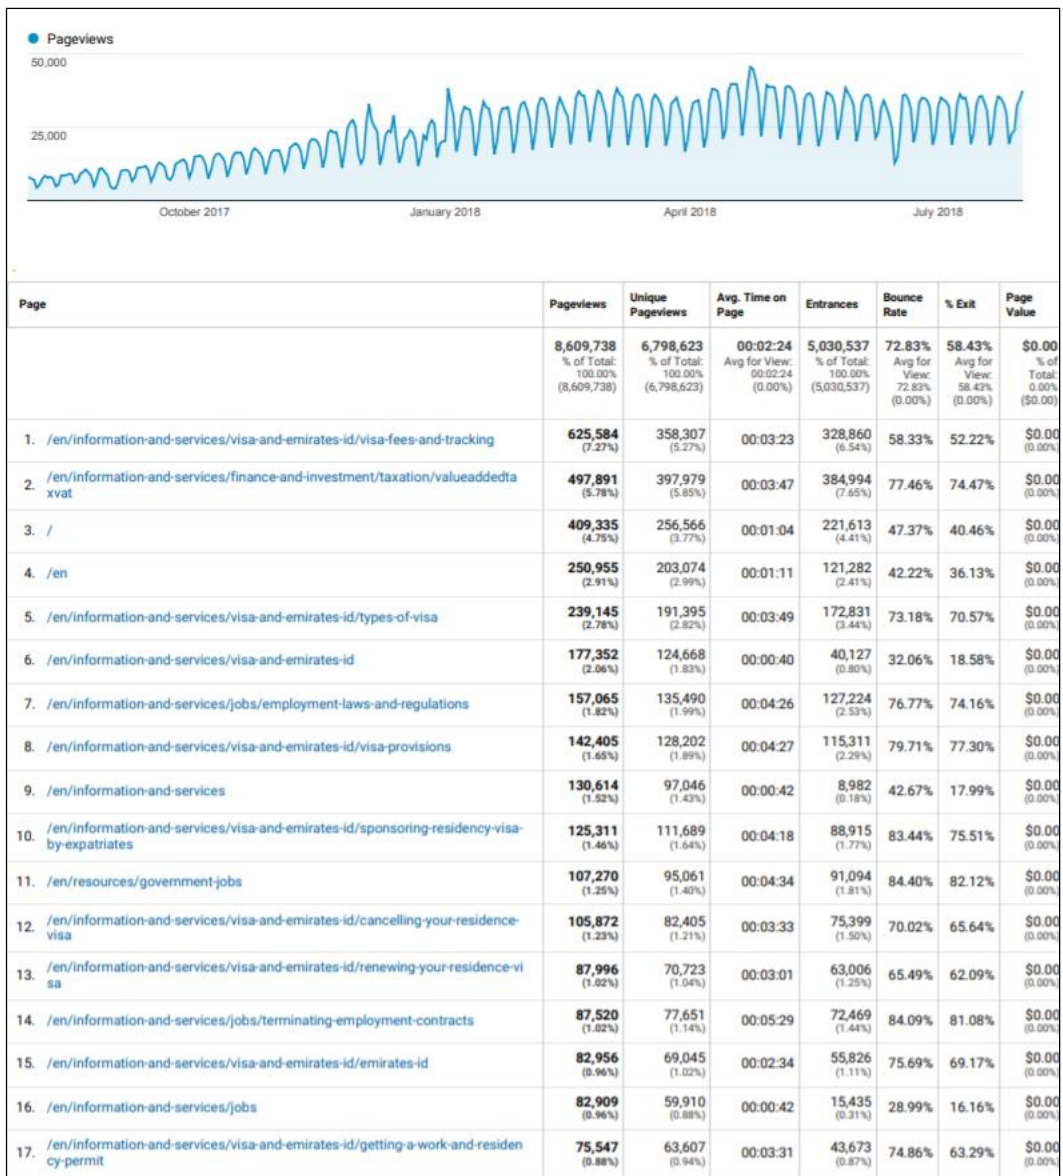 Pageviews
50,000
25,000
October 2017 January 2018 April 2018 July 2018
Page Pageviews Unique Pageviews Avg. Time on Page Entrances Bounce Rate % Exit Page Value
8,609,738 6,798,623 00:02:24 5,030,537 72.83% 58.43% $0.00
% of Total: % of Total: Avg for View: % of Total: Avg for Avg for % of
100.00% 100.00% 00:02:24 100.00% View: View: Total:
(8,609,738) (6,798,623) (0.00%) (5,030,537) 72.83% 58.43% 0.00%
(0.00%) (0.00%) ($0.00)
1. /en/information-and-services/visa-and-emirates-id/visa-fees-and-tracking 625,584 358,307 00:03:23 328,860 58.33% 52.22% $0.00
(7.27%) (5.27%) (6.54%) (0.00%)
2. /en/information-and-services/finance-and-investment/taxation/valueaddedta 497,891 397,979 00:03:47 384,994 77.46% 74.47% $0.00
xvat (5.78%) (5.85%) (7.65%) (0.00%)
3. / 409,335 256,566 00:01:04 221,613 47.37% 40.46% $0.00
(4.75%) (3.77%) (4.41%) (0.00%)
4. /en 250,955 203,074 00:01:11 121,282 42.22% 36.13% $0.00
(2.91%) (2.99%) (2.41%) (0.00%)
5. /en/information-and-services/visa-and-emirates-id/types-of-visa 239,145 191,395 00:03:49 172,831 73.18% 70.57% $0.00
(2.78%) (2.82%) (3.44%) (0.00%)
6. /en/information-and-services/visa-and-emirates-id 177,352 124,668 00:00:40 40,127 32.06% 18.58% $0.00
(2.06%) (1.83%) (0.80%) (0.00%)
7. /en/information-and-services/jobs/employment-laws-and-regulations 157,065 135,490 00:04:26 127,224 76.77% 74.16% $0.00
(1.82%) (1.99%) (2.53%) (0.00%)
8. /en/information-and-services/visa-and-emirates-id/visa-provisions 142,405 128,202 00:04:27 115,311 79.71% 77.30% $0.00
(1.65%) (1.89%) (2.29%) (0.00%)
9. /en/information-and-services 130,614 97,046 00:00:42 8,982 42.67% 17.99% $0.00
(1.52%) (1.43%) (0.18%) (0.00%)
10. /en/information-and-services/visa-and-emirates-id/sponsoring-residency-visa- 125,311 111,689 00:04:18 88,915 83.44% 75.51% $0.00
by-expatriates (1.46%) (1.64%) (1.77%) (0.00%)
11. /en/resources/government-jobs 107,270 95,061 00:04:34 91,094 84.40% 82.12% $0.00
(1.25%) (1.40%) (1.81%) (0.00%)
12. /en/information-and-services/visa-and-emirates-id/cancelling-your-residence- 105,872 82,405 00:03:33 75,399 70.02% 65.64% $0.00
visa (1.23%) (1.21%) (1.50%) (0.00%)
13. /en/information-and-services/visa-and-emirates-id/renewing-your-residence-vi 87,996 70,723 00:03:01 63,006 65.49% 62.09% $0.00
sa (1.02%) (1.04%) (1.25%) (0.00%)
14. /en/information-and-services/jobs/terminating-employment-contracts 87,520 77,651 00:05:29 72,469 84.09% 81.08% $0.00
(1.02%) (1.14%) (1.44%) (0.00%)
15. /en/information-and-services/visa-and-emirates-id/emirates-id 82,956 69,045 00:02:34 55,826 75.69% 69.17% $0.00
(0.96%) (1.02%) (1.11%) (0.00%)
16. /en/information-and-services/jobs 82,909 59,910 00:00:42 15,435 28.99% 16.16% $0.00
(0.96%) (0.88%) (0.31%) (0.00%)
17. /en/information-and-services/visa-and-emirates-id/getting-a-work-and-residen 75,547 63,607 00:03:31 43,673 74.86% 63.29% $0.00
cy-permit (0.88%) (0.94%) (0.87%) (0.00%)